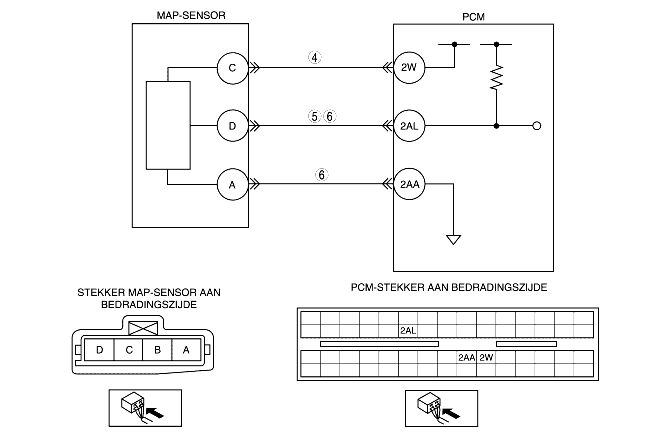 MAP-SENSOR
PCM
C
4
2W
D
5 6
2AL
A
6
2AA
STEKKER MAP-SENSOR AAN
BEDRADINGSZIJDE
PCM-STEKKER AAN BEDRADINGSZIJDE
D C B A
2AL
2AA 2W